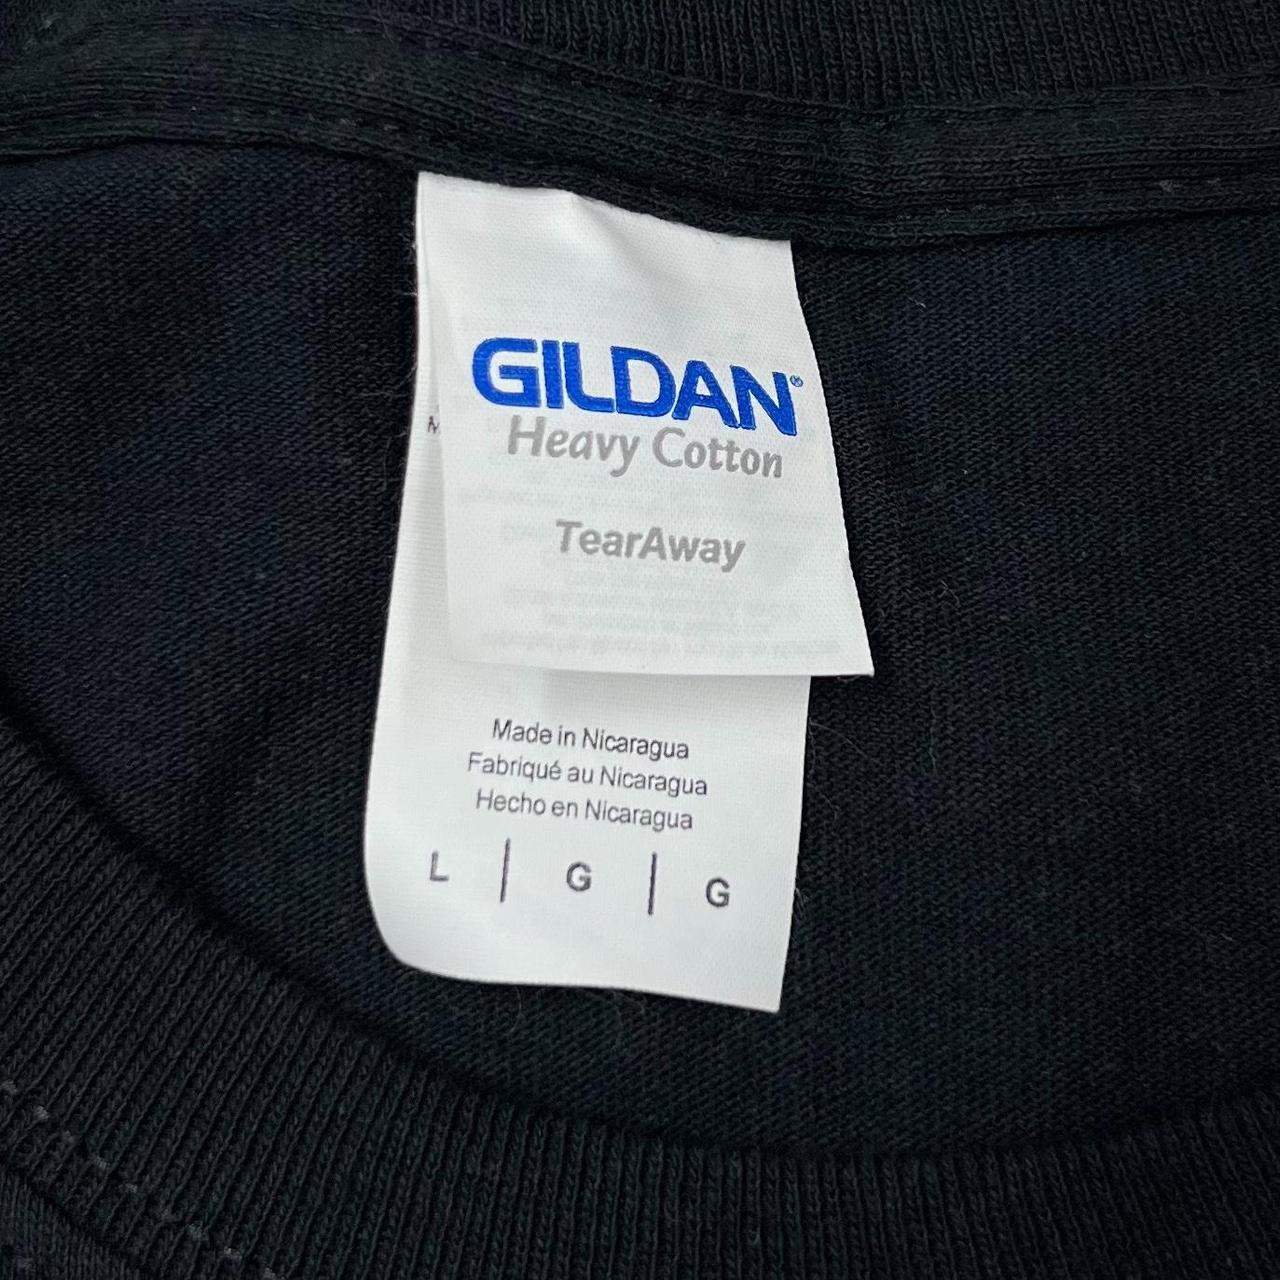 GILDAN®
Heavy Cotton
TearAway
Made in Nicaragua
Fabriqué au Nicaragua
Hecho en Nicaragua
L | G | G